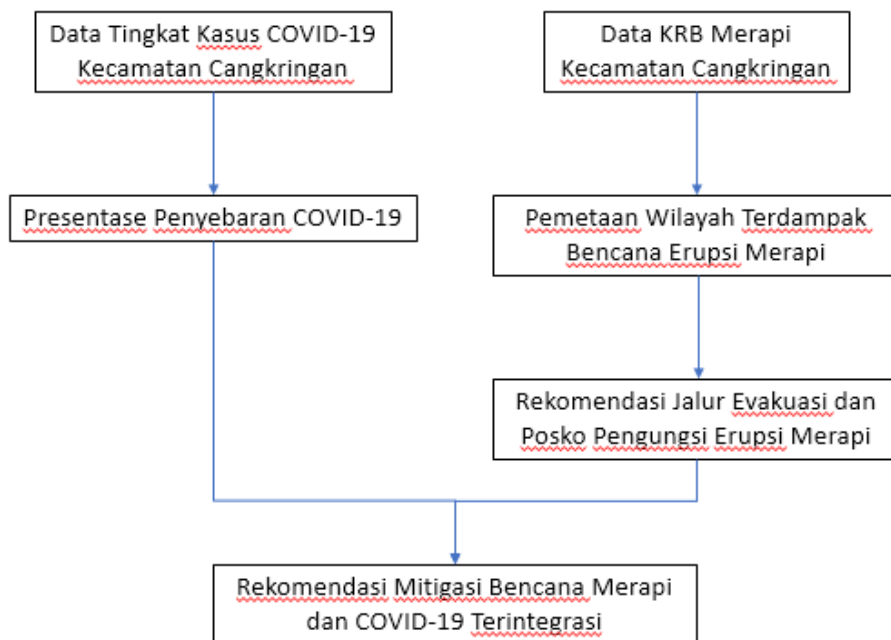 Data Tingkat Kasus COVID-19
Kecamatan Cangkringan
Data KRB Merapi
Kecamatan Cangkringan
Presentase Penyebaran COVID-19
Pemetaan Wilayah Terdampak
Bencana Erupsi Merapi
Rekomendasi Jalur Evakuasi dan
Posko Pengungsi Erupsi Merapi
Rekomendasi Mitigasi Bencana Merapi
dan COVID-19 Terintegrasi